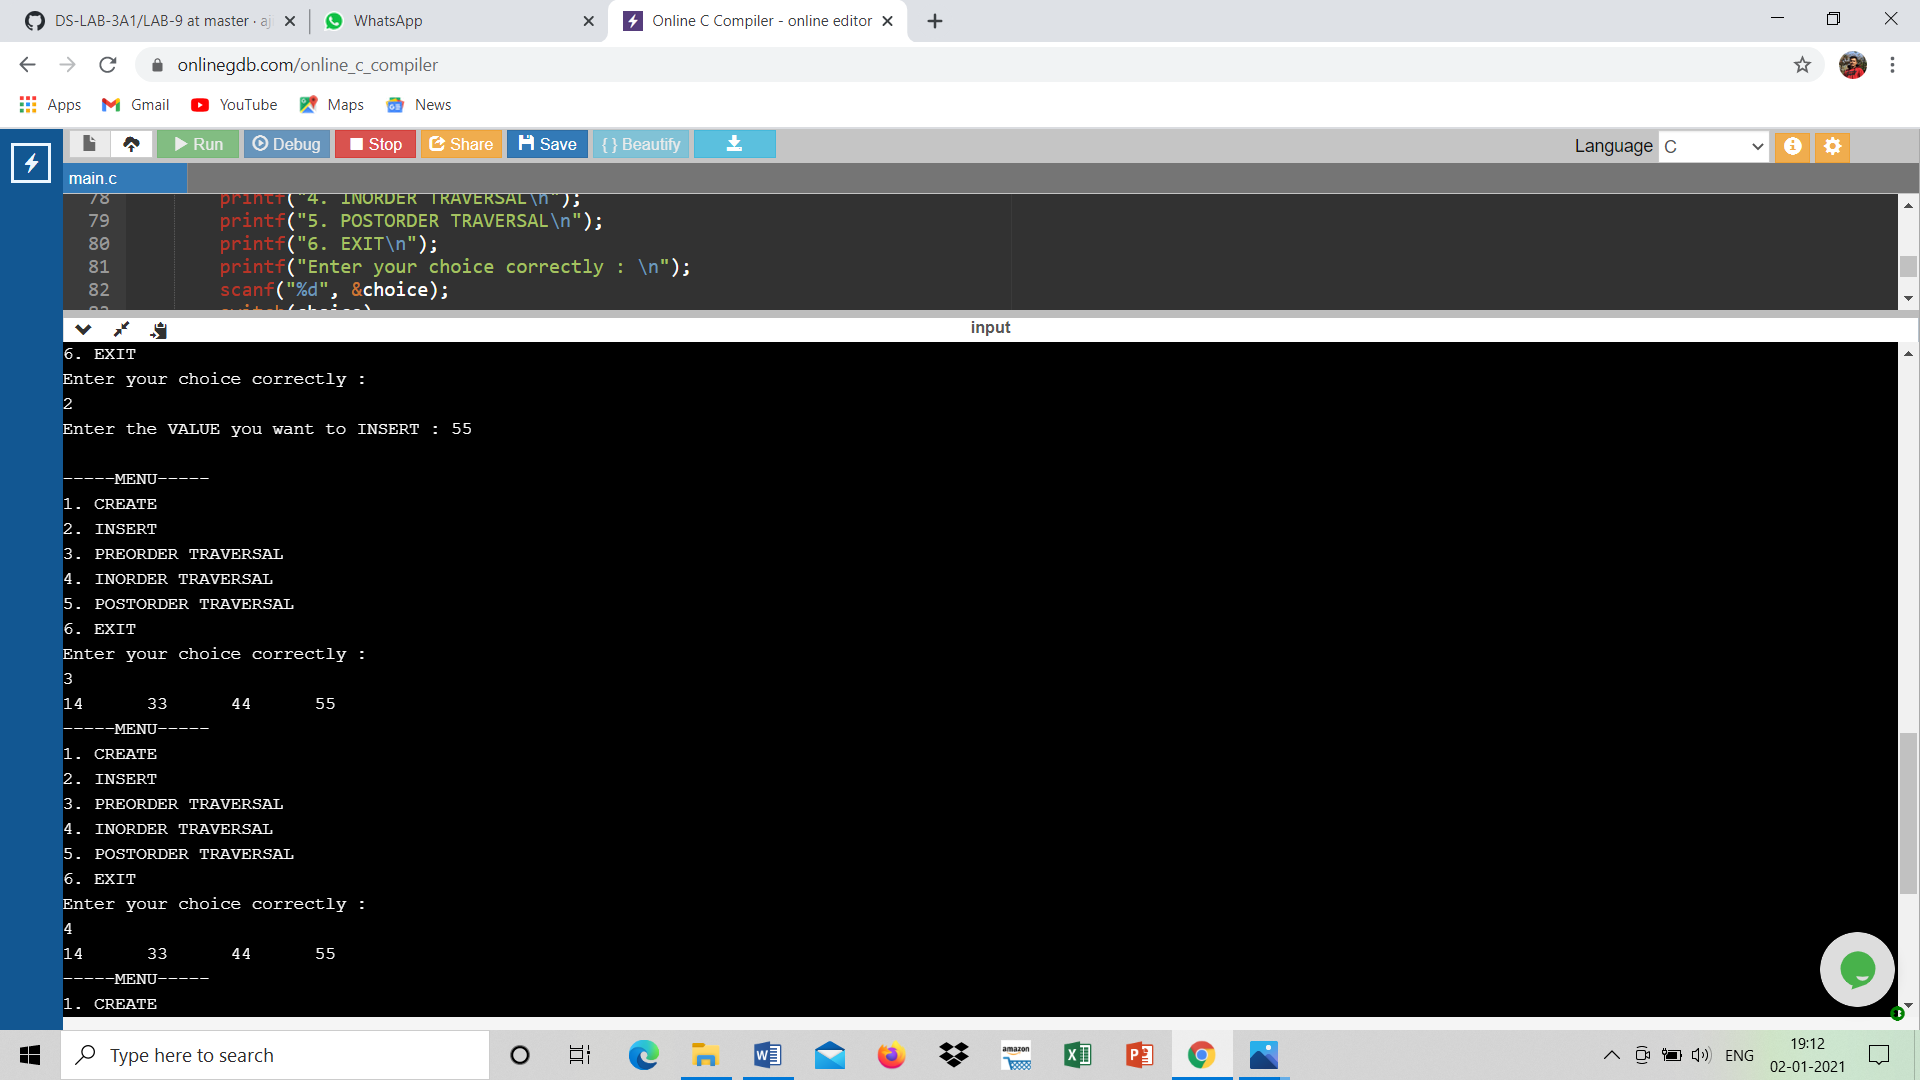 DS-LAB-3A1/LAB-9 at master · aj
WhatsApp
Online C Compiler - online editor
onlinegdb.com/online_c_compiler
Apps Gmail YouTube Maps News
Run Debug Stop Share Save { } Beautify
Language C
main.c
78 printf("4. INORDER TRAVERSAL\n");
79 printf("5. POSTORDER TRAVERSAL\n");
80 printf("6. EXIT\n");
81 printf("Enter your choice correctly : \n");
82 scanf("%d", &choice);
83 switch(choice)
input
6. EXIT
Enter your choice correctly :
2
Enter the VALUE you want to INSERT : 55
-----MENU-----
1. CREATE
2. INSERT
3. PREORDER TRAVERSAL
4. INORDER TRAVERSAL
5. POSTORDER TRAVERSAL
6. EXIT
Enter your choice correctly :
3
14 33 44 55
-----MENU-----
1. CREATE
2. INSERT
3. PREORDER TRAVERSAL
4. INORDER TRAVERSAL
5. POSTORDER TRAVERSAL
6. EXIT
Enter your choice correctly :
4
14 33 44 55
-----MENU-----
1. CREATE
Type here to search
amazon
ENG
19:12
02-01-2021